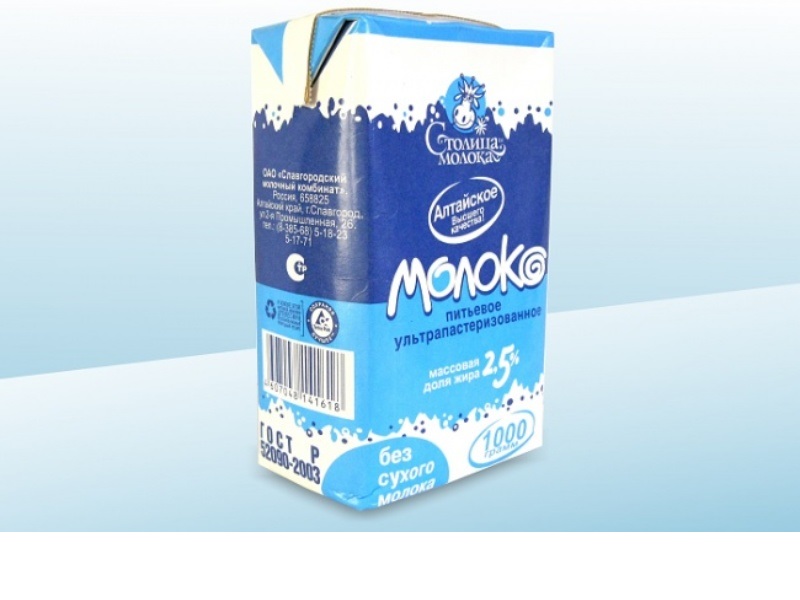 Столица
молока
Алтайское
Высшего
качества!
МОЛОКО
питьевое
ультрапастеризованное
массовая
доля жира 2,5%
1000
грамм
без
сухого
молока
ОАО «Славгородский
молочный комбинат».
Россия, 658825
Алтайский край, г.Славгород,
ул.3-я Промышленная, 26.
тел.: (8-385-68) 5-18-23
5-17-71
СТР
4607048141618
ГОСТ Р
52090-2003